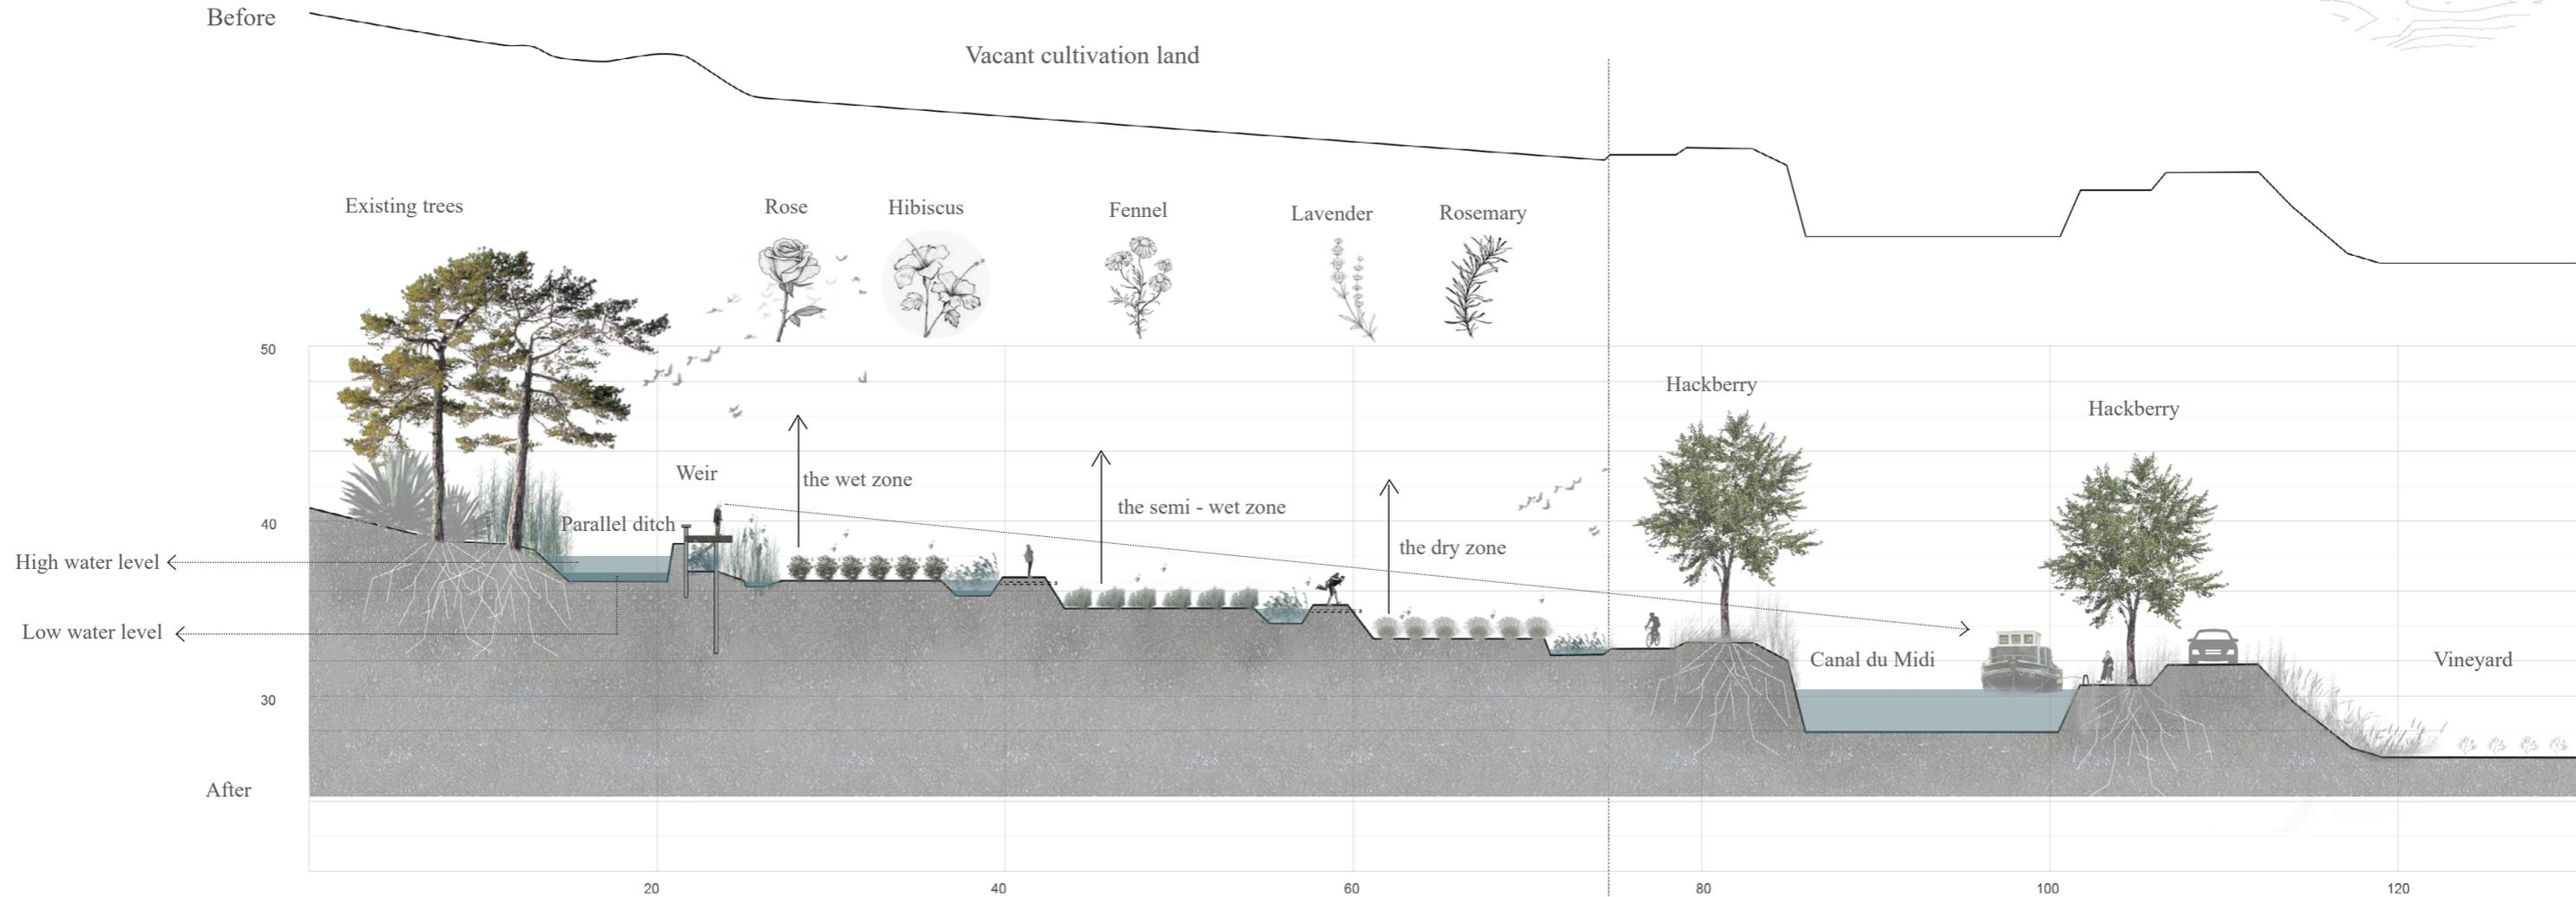 Before
Vacant cultivation land
Existing trees
Rose
Hibiscus
Fennel
Lavender
Rosemary
50
Hackberry
Hackberry
Weir
the wet zone
the semi - wet zone
Parallel ditch
40
the dry zone
High water level
Low water level
Canal du Midi
Vineyard
30
After
20
40
60
80
100
120